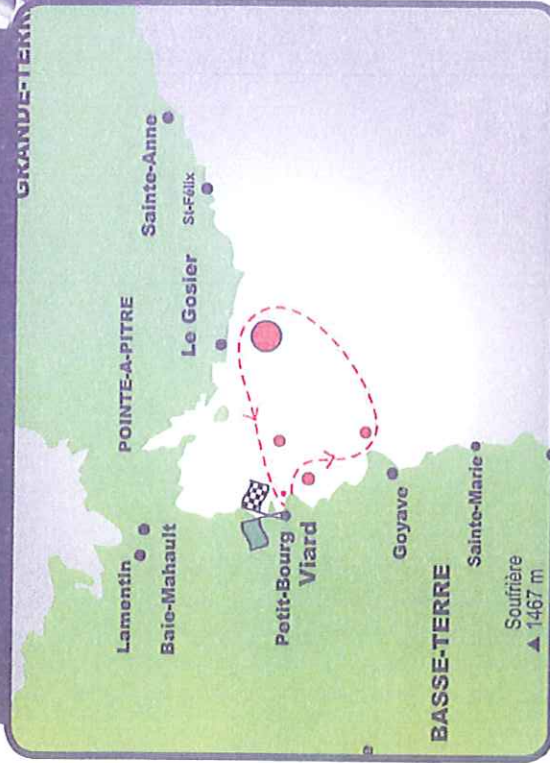 GRANDE-TERR
POINTE-A-PITRE
Lamentin
Sainte-Anne
Baie-Mahault
St-Félix
Le Gosier
Petit-Bourg
Viard
e
Goyave
BASSE-TERRE
Sainte-Marie
Soufrière
▲ 1467 m